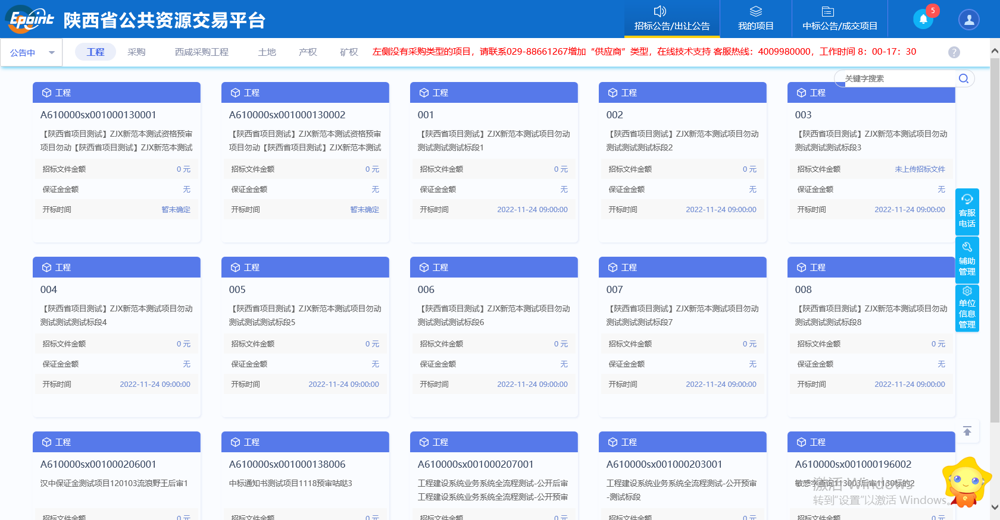 Epoint 陕西省公共资源交易平台
招标公告/出让公告 我的项目 中标公告/成交项目 5
公告中 工程 采购 西咸采购工程 土地 产权 矿权 左侧没有采购类型的项目，请联系029-88661267增加“供应商”类型，在线技术支持 客服热线：4009980000，工作时间 8：00-17：30 ?
关键字搜索
工程 工程 工程 工程 工程
A610000sx001000130001 A610000sx001000130002 001 002 003
【陕西省项目测试】ZJX新范本测试资格预审 【陕西省项目测试】ZJX新范本测试资格预审 【陕西省项目测试】ZJX新范本测试项目勿动 【陕西省项目测试】ZJX新范本测试项目勿动 【陕西省项目测试】ZJX新范本测试项目勿动
项目勿动【陕西省项目测试】ZJX新范本测试 项目勿动【陕西省项目测试】ZJX新范本测试 测试测试测试标段1 测试测试测试标段2 测试测试测试标段3
招标文件金额 0 元 招标文件金额 0 元 招标文件金额 0 元 招标文件金额 0 元 招标文件金额 未上传招标文件
保证金金额 无 保证金金额 无 保证金金额 无 保证金金额 无 保证金金额 无
开标时间 暂未确定 开标时间 暂未确定 开标时间 2022-11-24 09:00:00 开标时间 2022-11-24 09:00:00 开标时间 2022-11-24 09:00:00
客服
电话
辅助
管理
单位
信息
管理
工程 工程 工程 工程 工程
004 005 006 007 008
【陕西省项目测试】ZJX新范本测试项目勿动 【陕西省项目测试】ZJX新范本测试项目勿动 【陕西省项目测试】ZJX新范本测试项目勿动 【陕西省项目测试】ZJX新范本测试项目勿动 【陕西省项目测试】ZJX新范本测试项目勿动
测试测试测试标段4 测试测试测试标段5 测试测试测试标段6 测试测试测试标段7 测试测试测试标段8
招标文件金额 0 元 招标文件金额 0 元 招标文件金额 0 元 招标文件金额 0 元 招标文件金额 0 元
保证金金额 无 保证金金额 无 保证金金额 无 保证金金额 无 保证金金额 无
开标时间 2022-11-24 09:00:00 开标时间 2022-11-24 09:00:00 开标时间 2022-11-24 09:00:00 开标时间 2022-11-24 09:00:00 开标时间 2022-11-24 09:00:00
工程 工程 工程 工程 工程
A610000sx001000206001 A610000sx001000138006 A610000sx001000207001 A610000sx001000203001 A610000sx001000196002
汉中保证金测试项目120103流浪野王后审1 中标通知书测试项目1118预审咕哒3 工程建设系统业务系统全流程测试-公开后审 工程建设系统业务系统全流程测试-公开预审 敏感字查询113003后审1130标的2
工程建设系统业务系统全流程测试-公开预审 -测试标段
激活 Windows
转到“设置”以激活 Windows。
招标文件金额 0 元 招标文件金额 0 元 招标文件金额 0 元 招标文件金额 0 元 招标文件金额 0 元